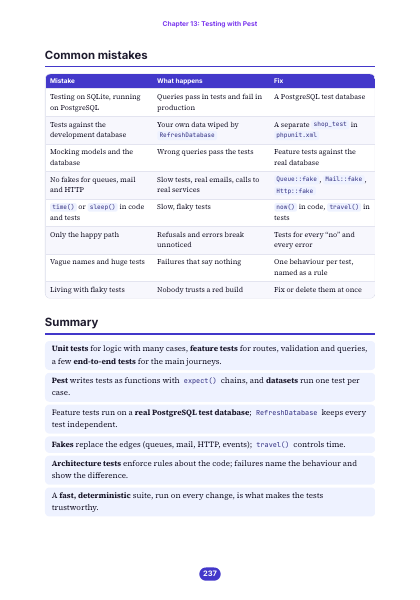 Chapter 13: Testing with Pest
Common mistakes
Mistake What happens Fix
Testing on SQLite, running Queries pass in tests and fail in A PostgreSQL test database
on PostgreSQL production
Tests against the Your own data wiped by A separate shop_test in
development database RefreshDatabase phpunit.xml
Mocking models and the Wrong queries pass the tests Feature tests against the
database real database
No fakes for queues, mail Slow tests, real emails, calls to Queue::fake , Mail::fake ,
and HTTP real services Http::fake
time() or sleep() in code Slow, flaky tests now() in code, travel() in
and tests tests
Only the happy path Refusals and errors break Tests for every “no” and
unnoticed every error
Vague names and huge tests Failures that say nothing One behaviour per test,
named as a rule
Living with flaky tests Nobody trusts a red build Fix or delete them at once
Summary
Unit tests for logic with many cases, feature tests for routes, validation and queries,
a few end-to-end tests for the main journeys.
Pest writes tests as functions with expect() chains, and datasets run one test per
case.
Feature tests run on a real PostgreSQL test database; RefreshDatabase keeps every
test independent.
Fakes replace the edges (queues, mail, HTTP, events); travel() controls time.
Architecture tests enforce rules about the code; failures name the behaviour and
show the difference.
A fast, deterministic suite, run on every change, is what makes the tests
trustworthy.
237